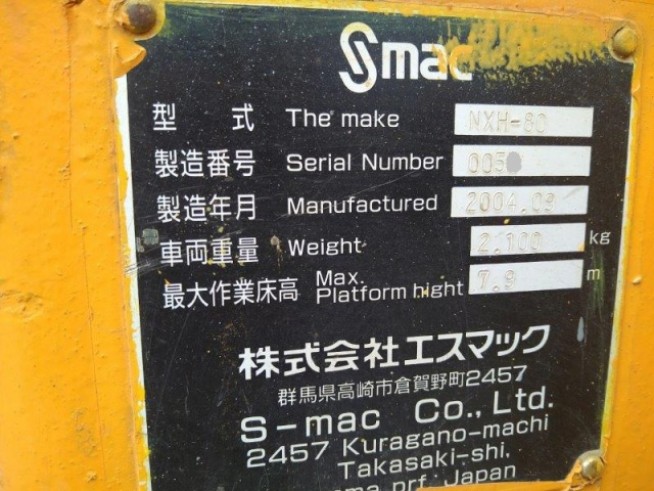 Smac
型 式 The make NXH-80
製造番号 Serial Number 005
製造年月 Manufactured 2004.09
車両重量 Weight 2,100 kg
最大作業床高 Max. Platform hight 7.9 m
株式会社エスマック
群馬県高崎市倉賀野町2457
S-mac Co., Ltd.
2457 Kuragano-machi
Takasaki-shi,
prf. Japan